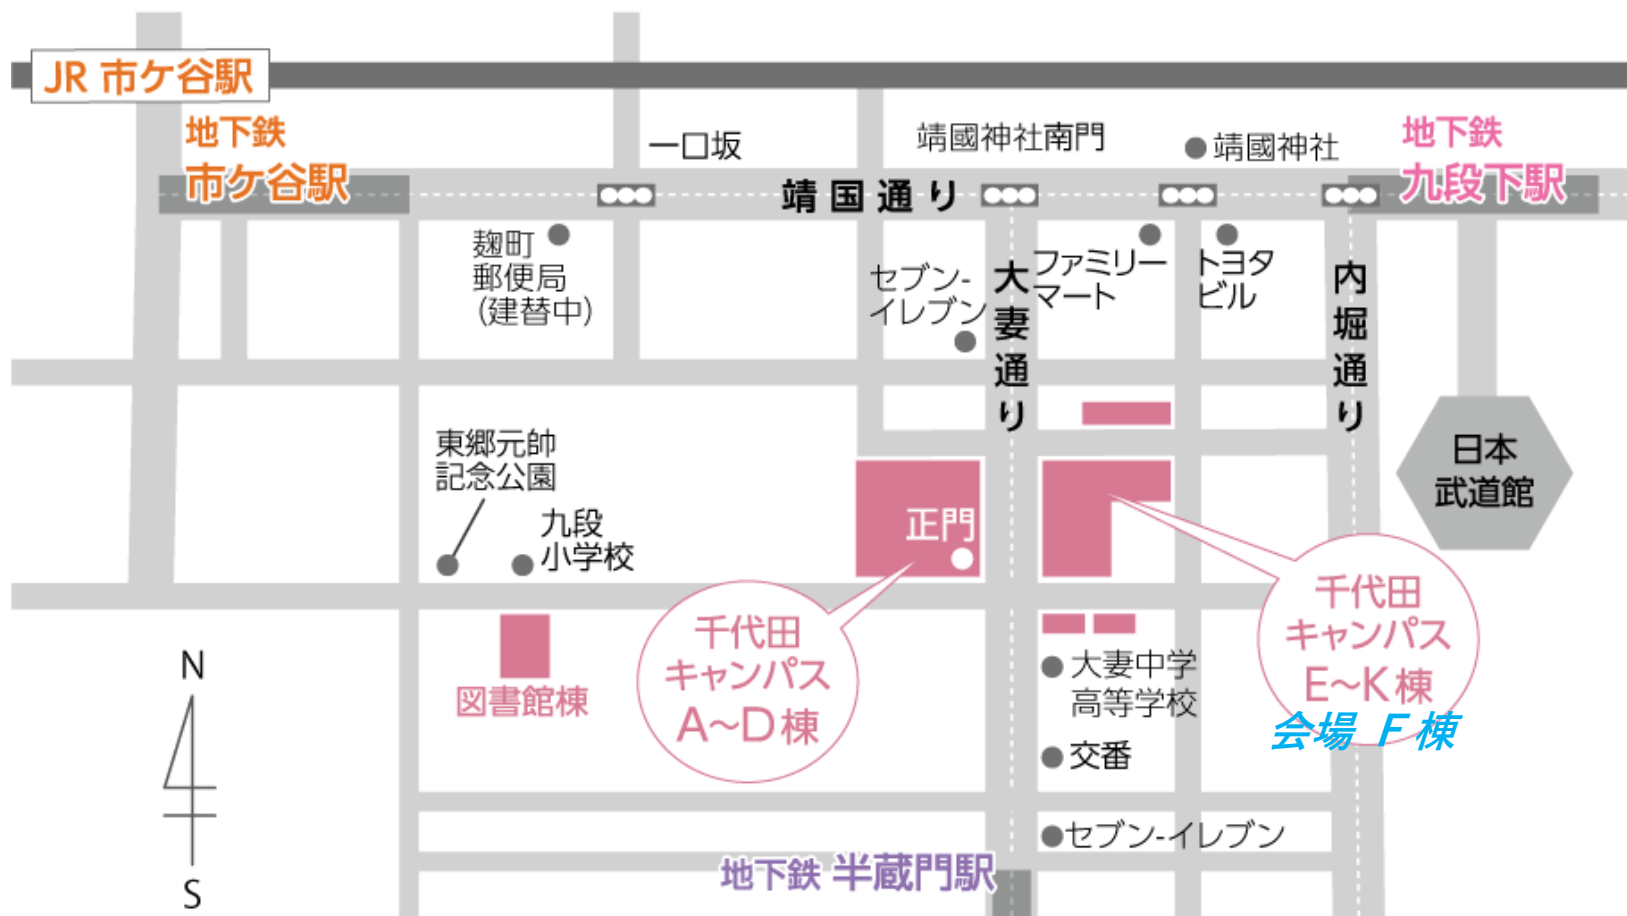 JR 市ケ谷駅
地下鉄
市ケ谷駅
一口坂
靖國神社南門
靖國神社
地下鉄
九段下駅
靖国通り
麹町
郵便局
(建替中)
セブン-
イレブン
大妻通り
ファミリー
マート
トヨタ
ビル
内堀通り
東郷元帥
記念公園
九段
小学校
正門
日本
武道館
千代田
キャンパス
A～D棟
千代田
キャンパス
E～K棟
会場 F棟
図書館棟
大妻中学
高等学校
交番
セブン-イレブン
地下鉄 半蔵門駅
N
S